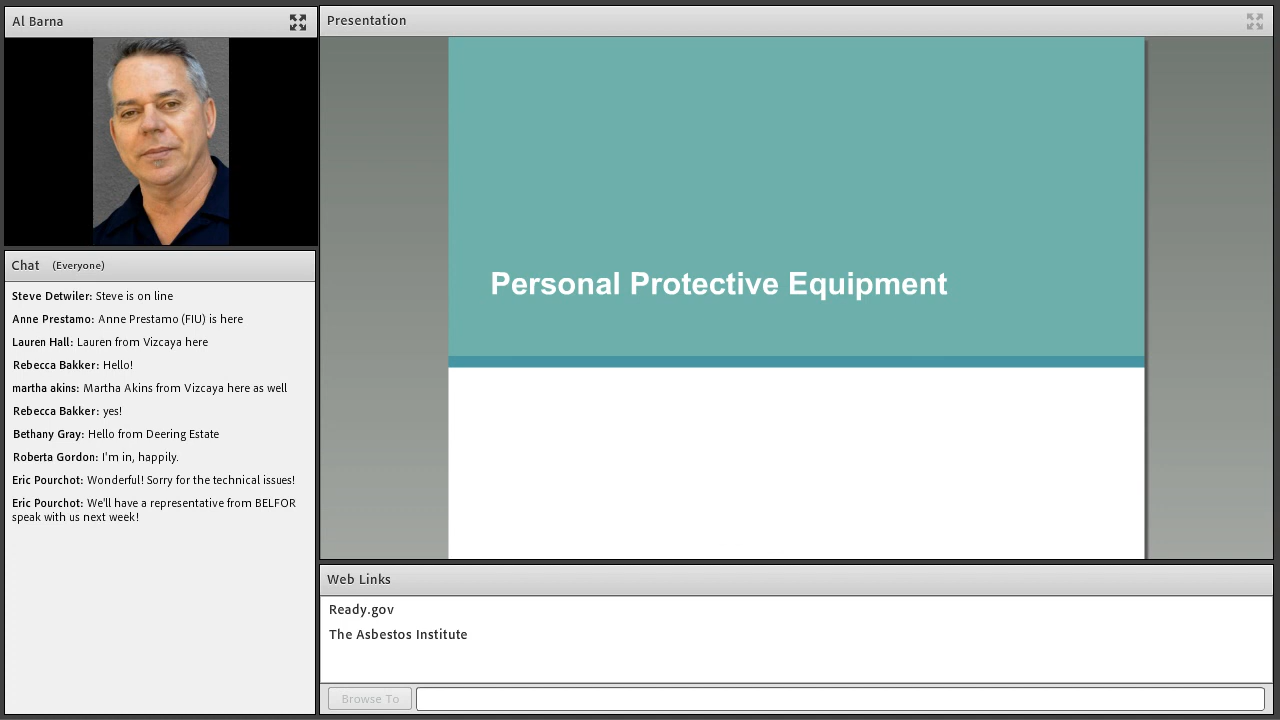 Al Barna
Presentation
Personal Protective Equipment
Chat (Everyone)
Steve Detwiler: Steve is on line
Anne Prestamo: Anne Prestamo (FIU) is here
Lauren Hall: Lauren from Vizcaya here
Rebecca Bakker: Hello!
martha akins: Martha Akins from Vizcaya here as well
Rebecca Bakker: yes!
Bethany Gray: Hello from Deering Estate
Roberta Gordon: I'm in, happily.
Eric Pourchot: Wonderful! Sorry for the technical issues!
Eric Pourchot: We'll have a representative from BELFOR
speak with us next week!
Web Links
Ready.gov
The Asbestos Institute
Browse To